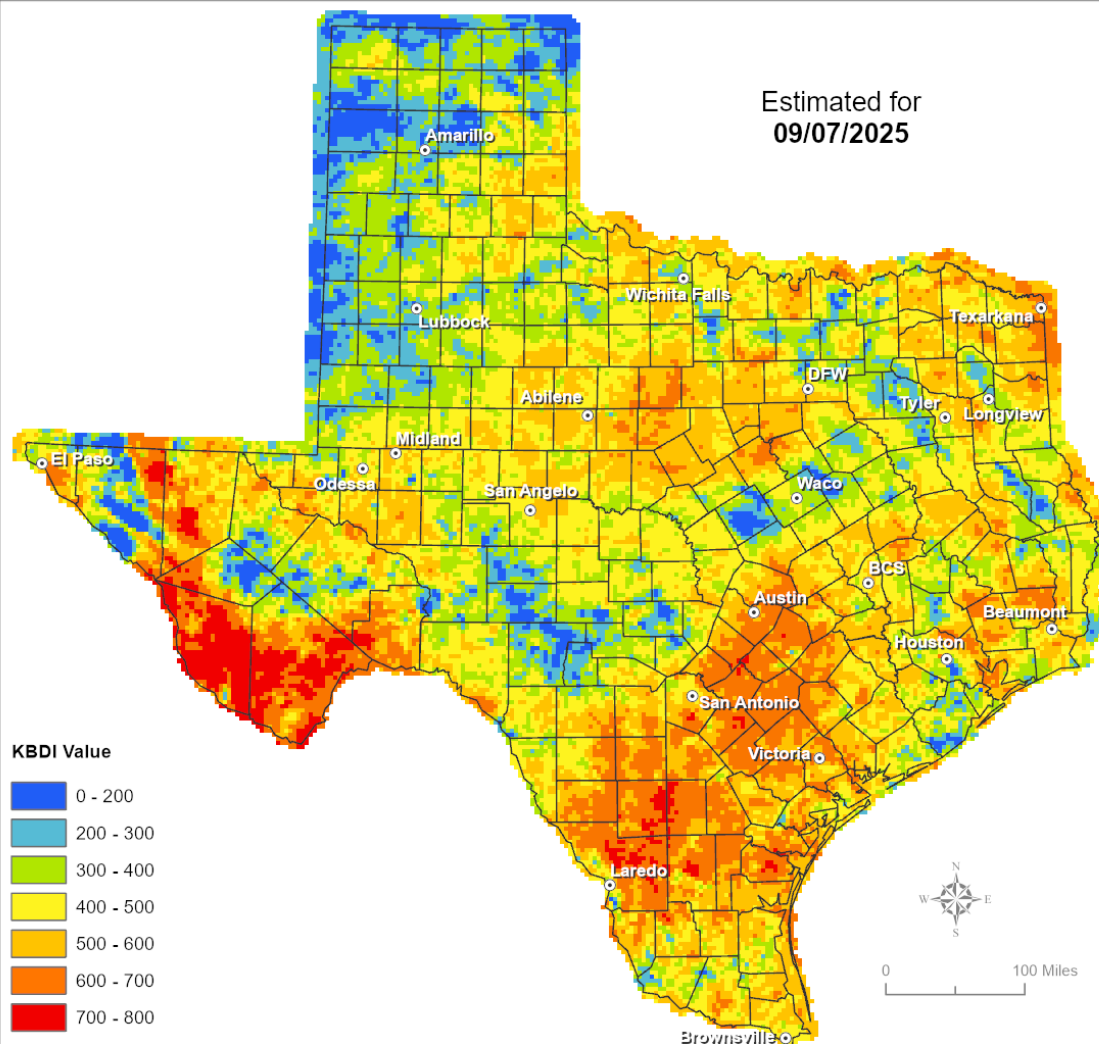 Estimated for
09/07/2025
Amarillo
Wichita Falls
Lubbock
Texarkana
DFW
Abilene
Tyler
Longview
Midland
El Paso
Odessa
San Angelo
Waco
BCS
Austin
Beaumont
Houston
San Antonio
Victoria
KBDI Value
0 - 200
200 - 300
300 - 400
400 - 500
500 - 600
600 - 700
700 - 800
Laredo
N
W E
S
0 100 Miles
Brownsville